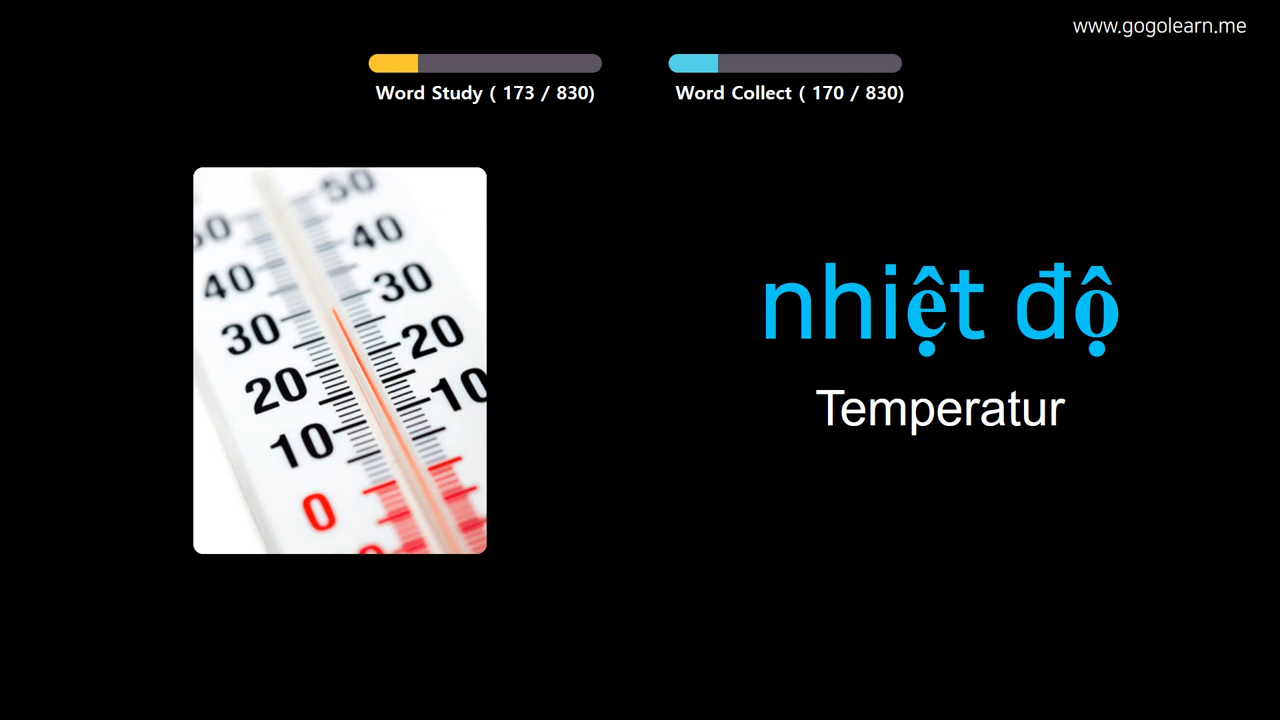 www.gogolearn.me
Word Study ( 173 / 830)
Word Collect ( 170 / 830)
50
50
40
40
30
30
20
20
10
10
0
nhiệt độ
Temperatur